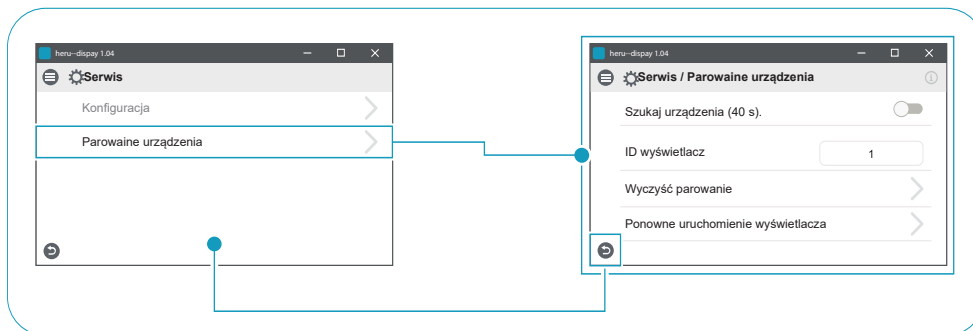 heru--dispay 1.04
Serwis
Konfiguracja
Parowaine urządzenia
heru--dispay 1.04
Serwis / Parowaine urządzenia
Szukaj urządzenia (40 s).
ID wyświetlacz
1
Wyczyść parowanie
Ponowne uruchomienie wyświetlacza